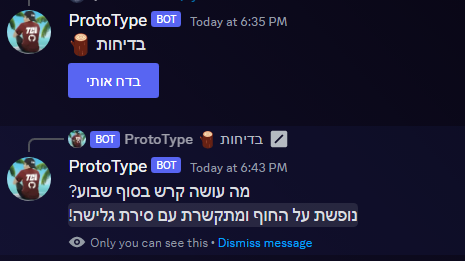 ProtoType BOT Today at 6:35 PM
בדיחות
בדח אותי
BOT ProtoType בדיחות
ProtoType BOT Today at 6:43 PM
מה עושה קרש בסוף שבוע?
נופשת על החוף ומתקשרת עם סירת גלישה!
Only you can see this • Dismiss message